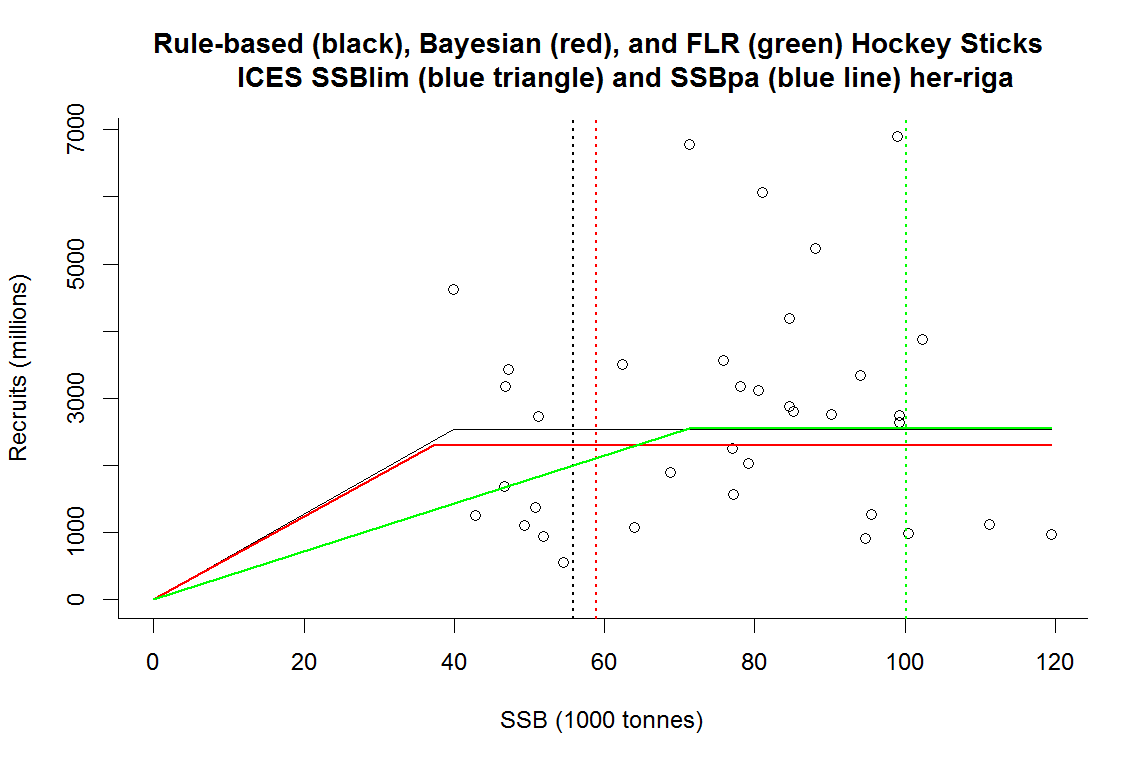 Rule-based (black), Bayesian (red), and FLR (green) Hockey Sticks
ICES SSBlim (blue triangle) and SSBpa (blue line) her-riga
7000
5000
3000
1000
0
Recruits (millions)
0 20 40 60 80 100 120
SSB (1000 tonnes)